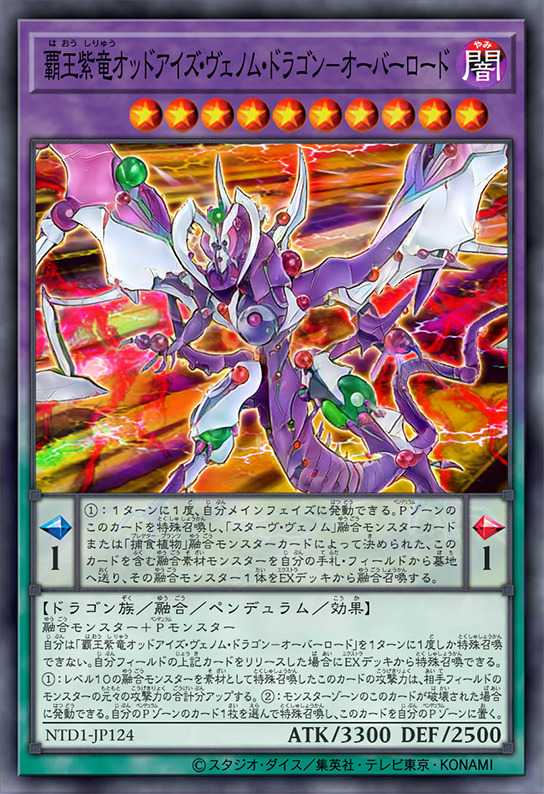 覇王紫竜オッドアイズ・ヴェノム・ドラゴン－オーバーロード
闇
①：1ターンに1度、自分メインフェイズに発動できる。Pゾーンの
このカードを特殊召喚し、「スターヴ・ヴェノム」融合モンスターカード
または「捕食植物」融合モンスターカードによって決められた、この
カードを含む融合素材モンスターを自分の手札・フィールドから墓地
へ送り、その融合モンスター1体をEXデッキから融合召喚する。
1
1
【ドラゴン族／融合／ペンデュラム／効果】
融合モンスター＋Pモンスター
自分は「覇王紫竜オッドアイズ・ヴェノム・ドラゴン－オーバーロード」を1ターンに1度しか特殊召喚
できない。自分フィールドの上記カードをリリースした場合にEXデッキから特殊召喚できる。
①：レベル10の融合モンスターを素材として特殊召喚したこのカードの攻撃力は、相手フィールドの
モンスターの元々の攻撃力の合計分アップする。②：モンスターゾーンのこのカードが破壊された場合
に発動できる。自分のPゾーンのカード1枚を選んで特殊召喚し、このカードを自分のPゾーンに置く。
NTD1-JP124 ATK/3300 DEF/2500
©スタジオ・ダイス／集英社・テレビ東京・KONAMI